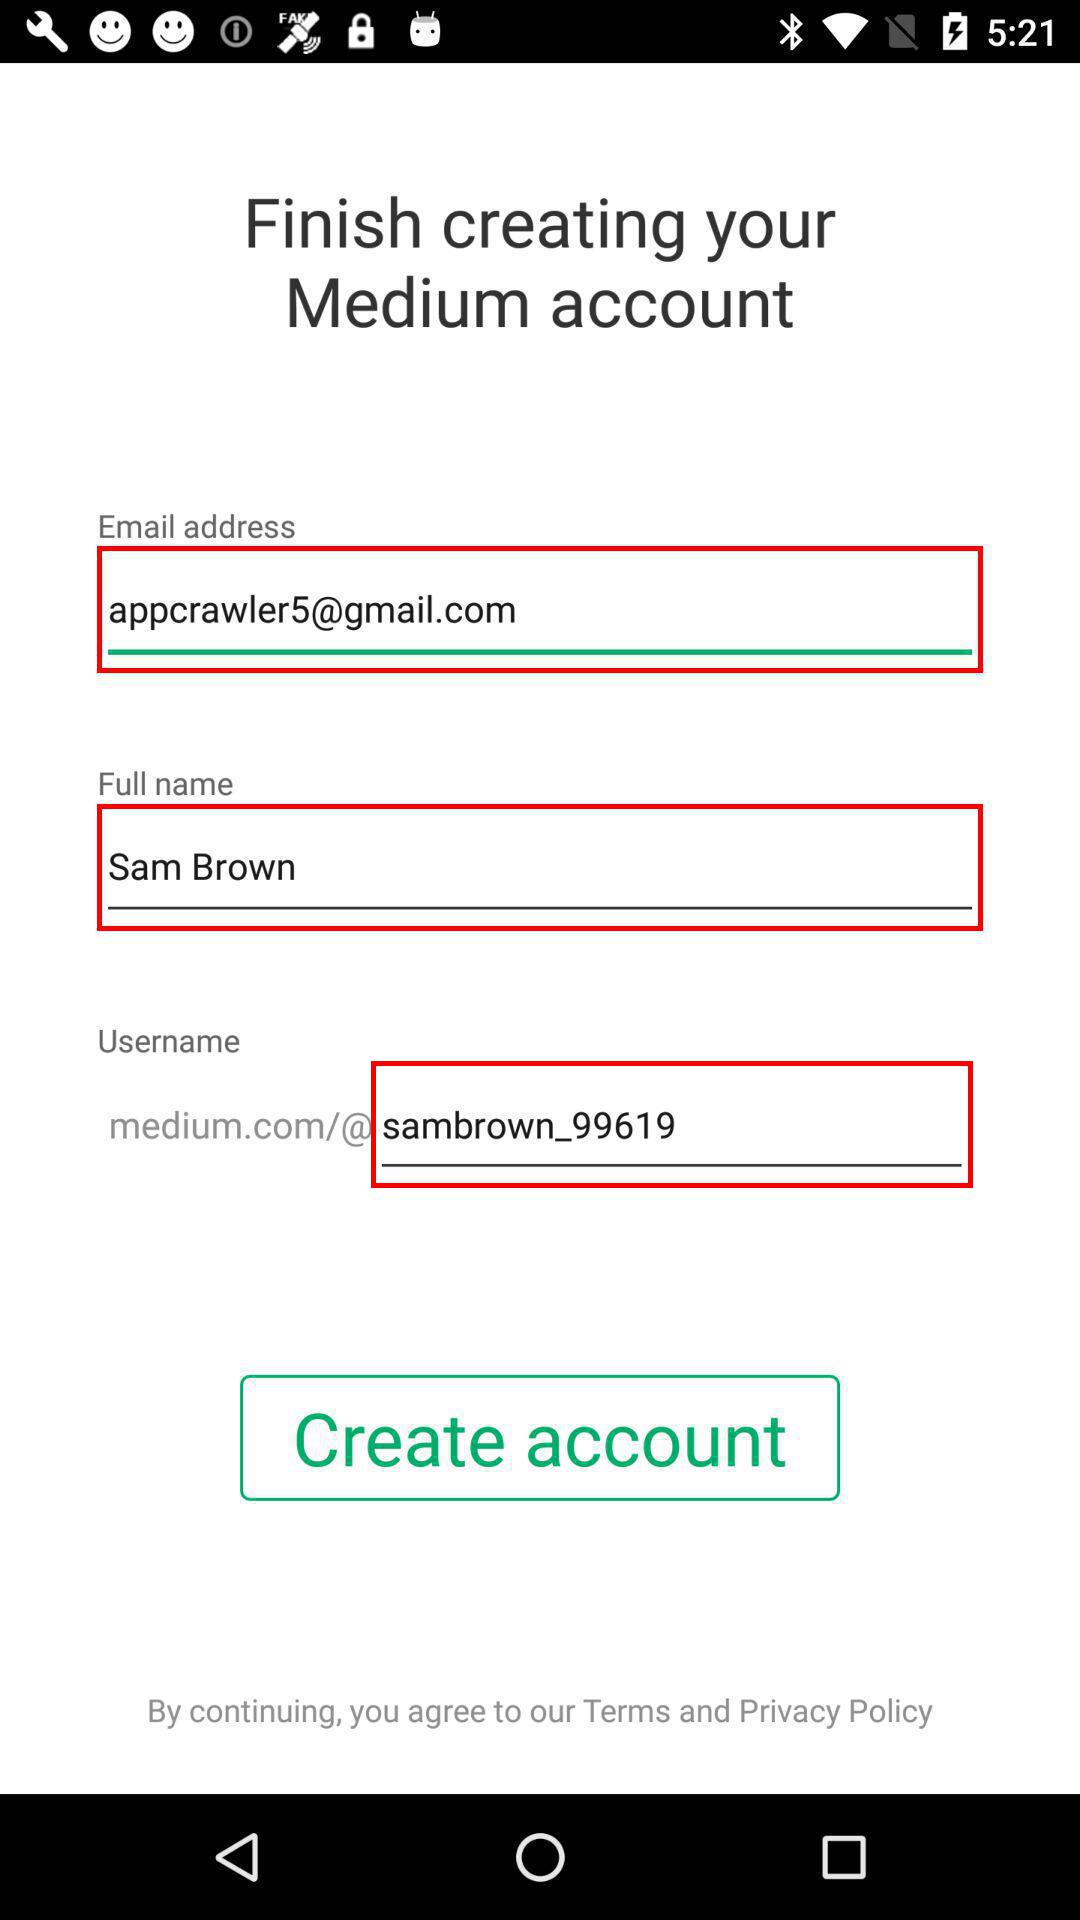 FAKE
5:21
Finish creating your
Medium account
Email address
appcrawler5@gmail.com
Full name
Sam Brown
Username
medium.com/@ sambrown_99619
Create account
By continuing, you agree to our Terms and Privacy Policy